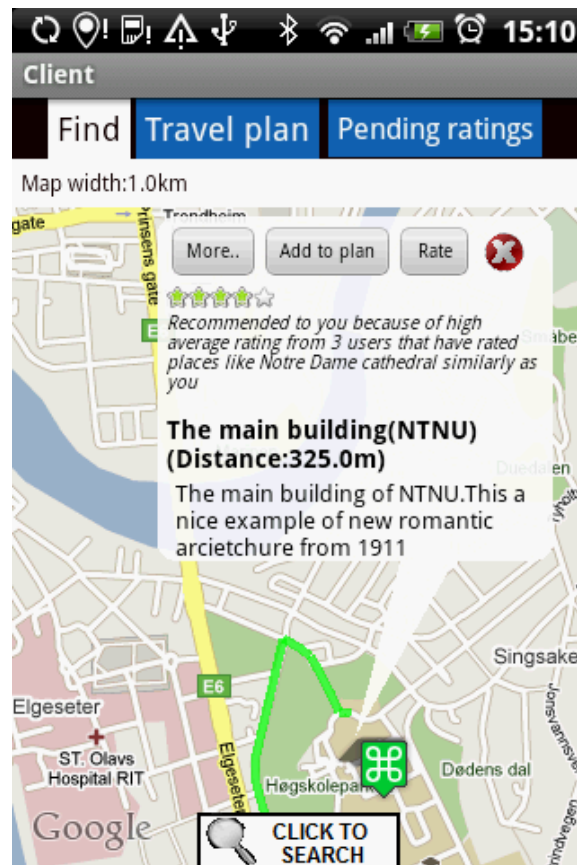 15:10
Client
Find Travel plan Pending ratings
Map width:1.0km
gate
Trondheim
Prinsens gate
More.. Add to plan Rate
Recommended to you because of high
average rating from 3 users that have rated
places like Notre Dame cathedral similarly as
you
The main building(NTNU)
(Distance:325.0m)
The main building of NTNU.This a
nice example of new romantic
arcietchure from 1911
Duedalen
Singsake
E6
Elgeseter
ST. Olavs
Hospital RIT
Elgeseter
Høgskolepa
Dødens dal
Jonsvannsve
Google
CLICK TO
SEARCH